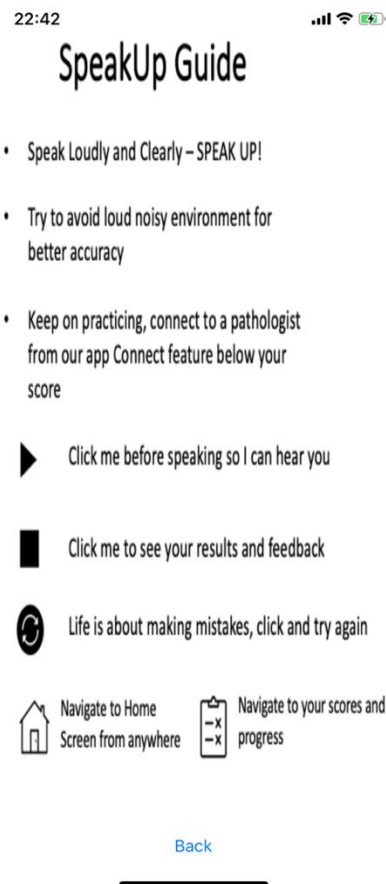 22:42
SpeakUp Guide
• Speak Loudly and Clearly – SPEAK UP!
• Try to avoid loud noisy environment for
better accuracy
• Keep on practicing, connect to a pathologist
from our app Connect feature below your
score
Click me before speaking so I can hear you
Click me to see your results and feedback
Life is about making mistakes, click and try again
Navigate to Home
Screen from anywhere
Navigate to your scores and
progress
Back